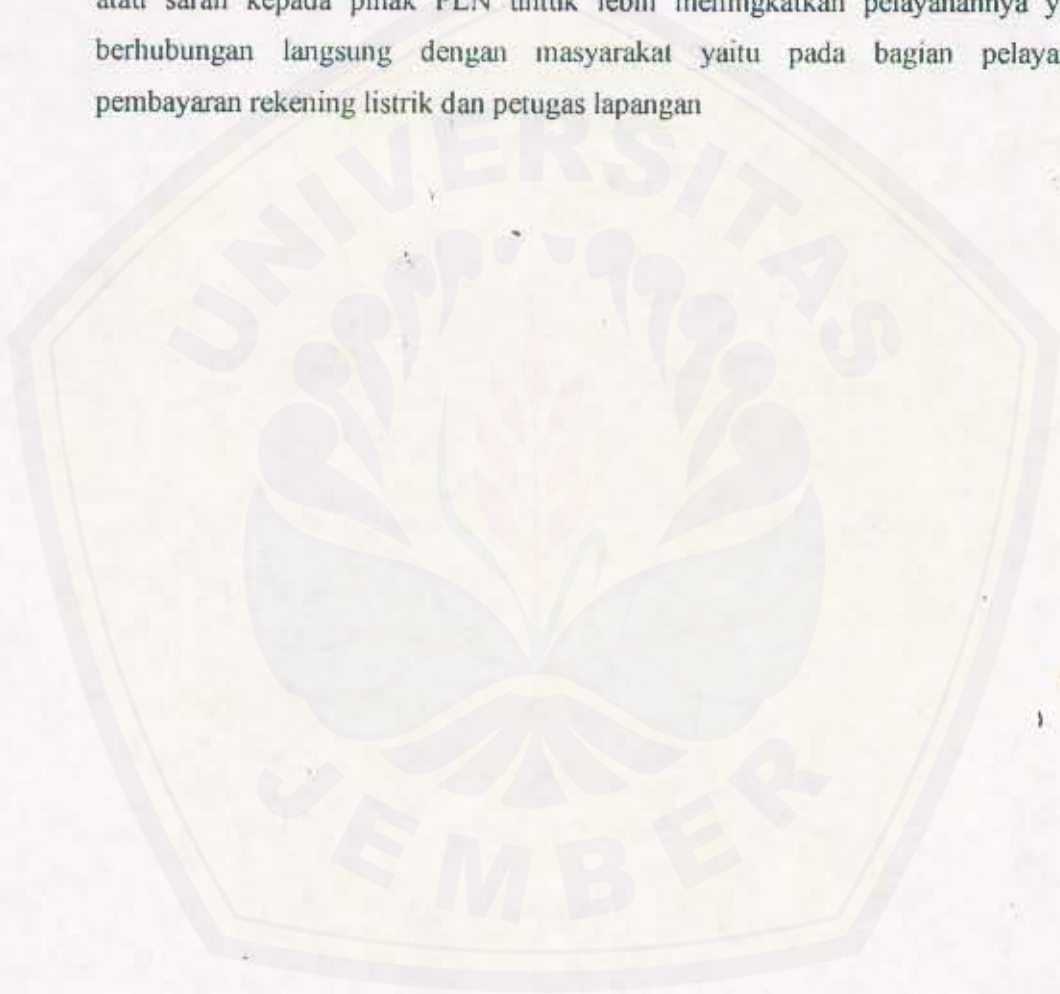 atau saran kepada pihak PLN untuk lebih meningkatkan pelayanannya y
berhubungan langsung dengan masyarakat yaitu pada bagian pelaya
pembayaran rekening listrik dan petugas lapangan
UNIVERSITAS
JEMBER